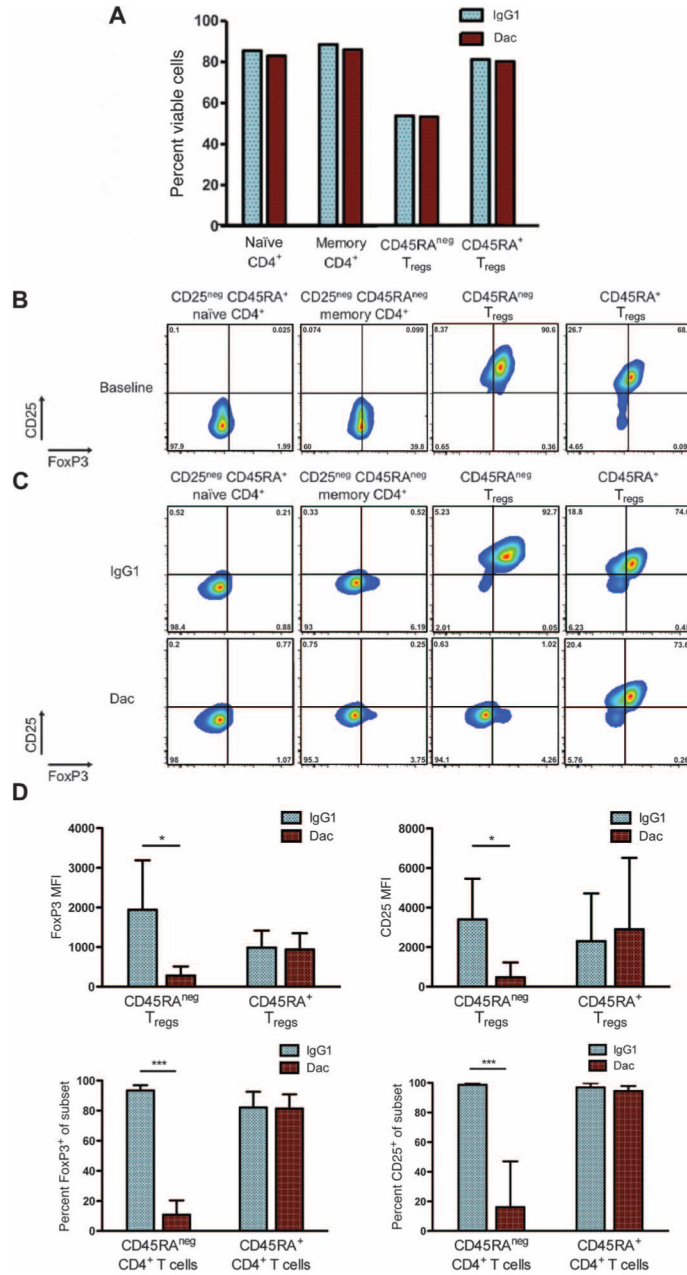 A
IgG1
Dac
Percent viable cells
100
80
60
40
20
0
Naïve
CD4+
Memory
CD4+
CD45RAneg
Tregs
CD45RA+
Tregs
B
CD25neg CD45RA+
naïve CD4+
CD25neg CD45RAneg
memory CD4+
CD45RAneg
Tregs
CD45RA+
Tregs
Baseline
0.1 0.025
97.9 1.99
0.074 0.099
60 39.8
8.37 90.6
0.65 0.36
26.7 68.
4.65 0.09
CD25
FoxP3
C
CD25neg CD45RA+
naïve CD4+
CD25neg CD45RAneg
memory CD4+
CD45RAneg
Tregs
CD45RA+
Tregs
IgG1
0.52 0.21
98.4 0.88
0.33 0.52
93 6.19
5.23 92.7
2.01 0.05
18.8 74.
6.23 0.4
Dac
0.2 0.77
98 1.07
0.75 0.25
95.3 3.75
0.63 1.02
94.1 4.26
20.4 73.
5.76 0.26
CD25
FoxP3
D
IgG1
Dac
FoxP3 MFI
4000
3000
2000
1000
0
*
CD45RAneg
Tregs
CD45RA+
Tregs
IgG1
Dac
CD25 MFI
8000
6000
4000
2000
0
*
CD45RAneg
Tregs
CD45RA+
Tregs
IgG1
Dac
Percent FoxP3+ of subset
100
80
60
40
20
0
***
CD45RAneg
CD4+ T cells
CD45RA+
CD4+ T cells
IgG1
Dac
Percent CD25+ of subset
100
80
60
40
20
0
***
CD45RAneg
CD4+ T cells
CD45RA+
CD4+ T cells